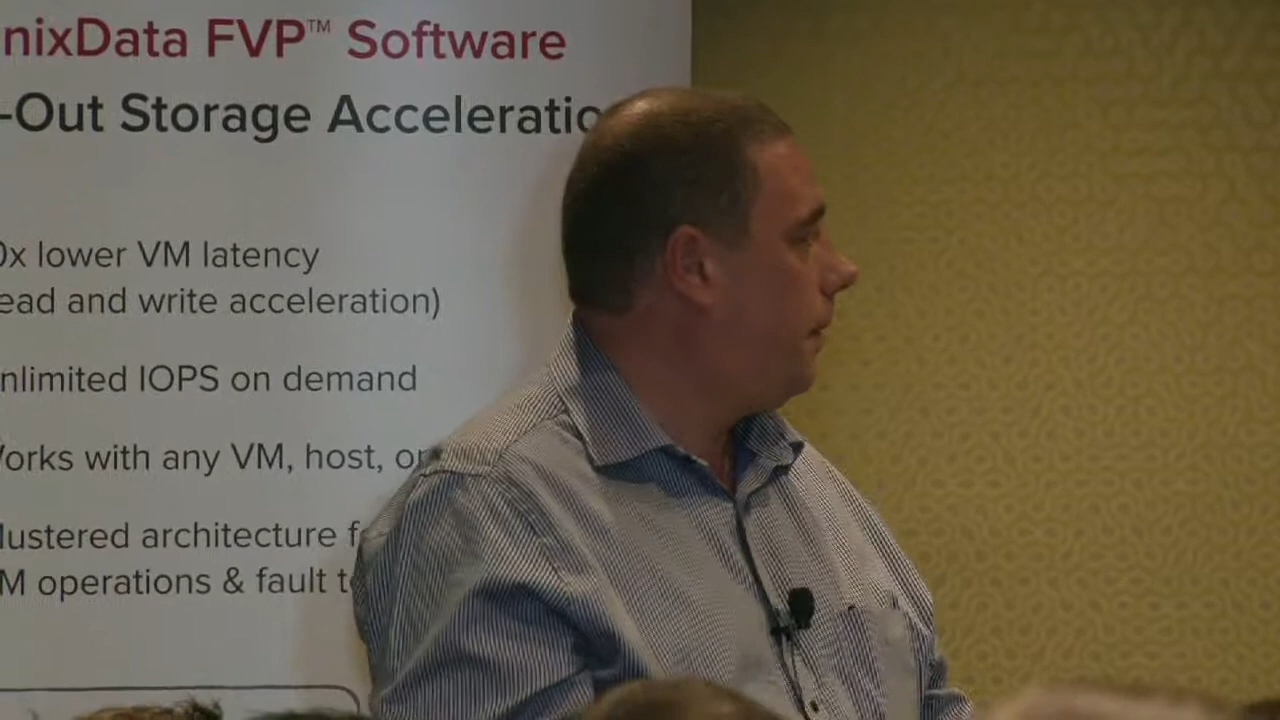 nixData FVP™ Software
-Out Storage Acceleratio
0x lower VM latency
ead and write acceleration)
nlimited IOPS on demand
orks with any VM, host, or
lustered architecture f
M operations & fault t